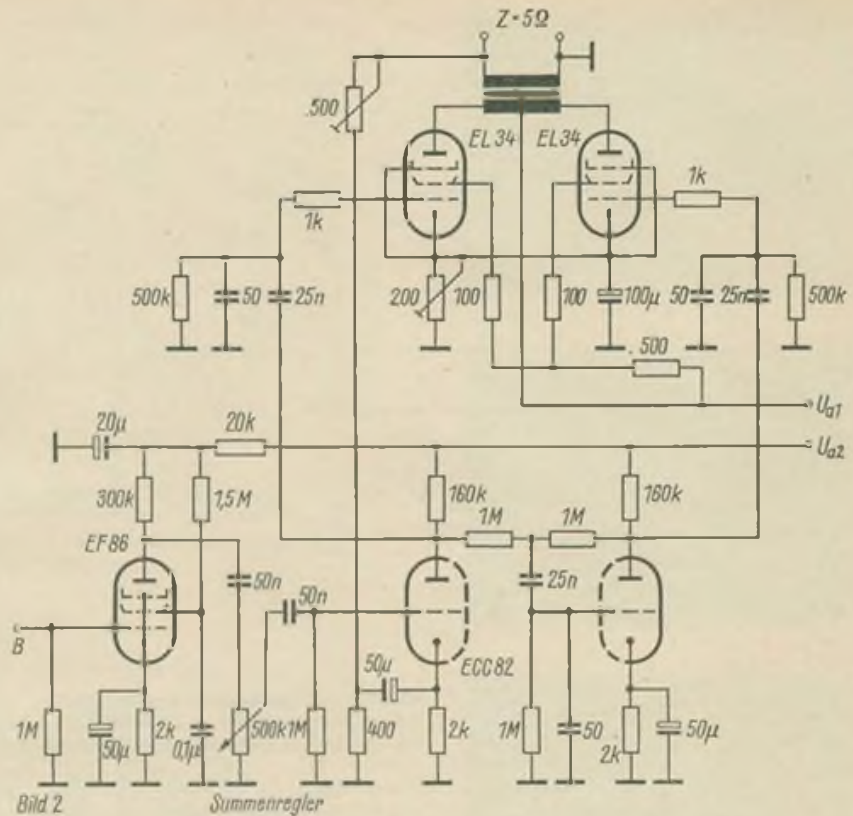 Z=5Ω
.500
EL34
EL34
1k
1k
500k
50
25n
200
100
100
100µ
50
25n
500k
.500
Ua1
20µ
20k
Ua2
300k
1,5M
160k
160k
1M
1M
EF86
50n
50n
25n
B
50µ
ECC82
1M
50µ
2k
0,1µ
500k
1M
400
2k
1M
50
2k
50µ
Bild 2
Summenregler